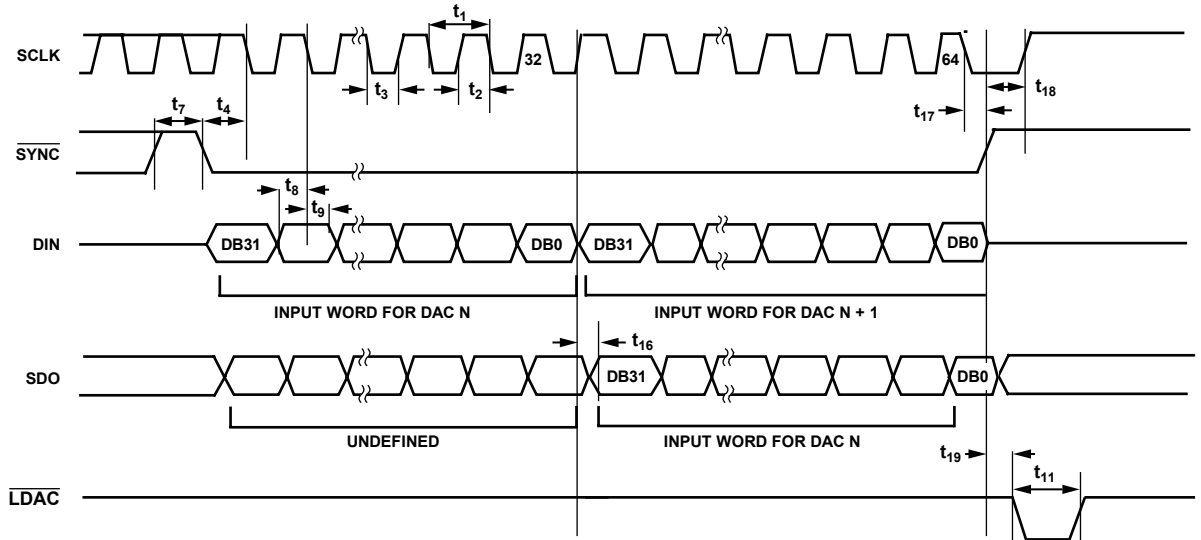 t1
SCLK
32
64
t3
t2
t18
t7
t4
t17
SYNC
t8
t9
DIN
DB31
DB0
DB31
DB0
INPUT WORD FOR DAC N
INPUT WORD FOR DAC N + 1
t16
SDO
DB31
DB0
UNDEFINED
INPUT WORD FOR DAC N
t19
t11
LDAC